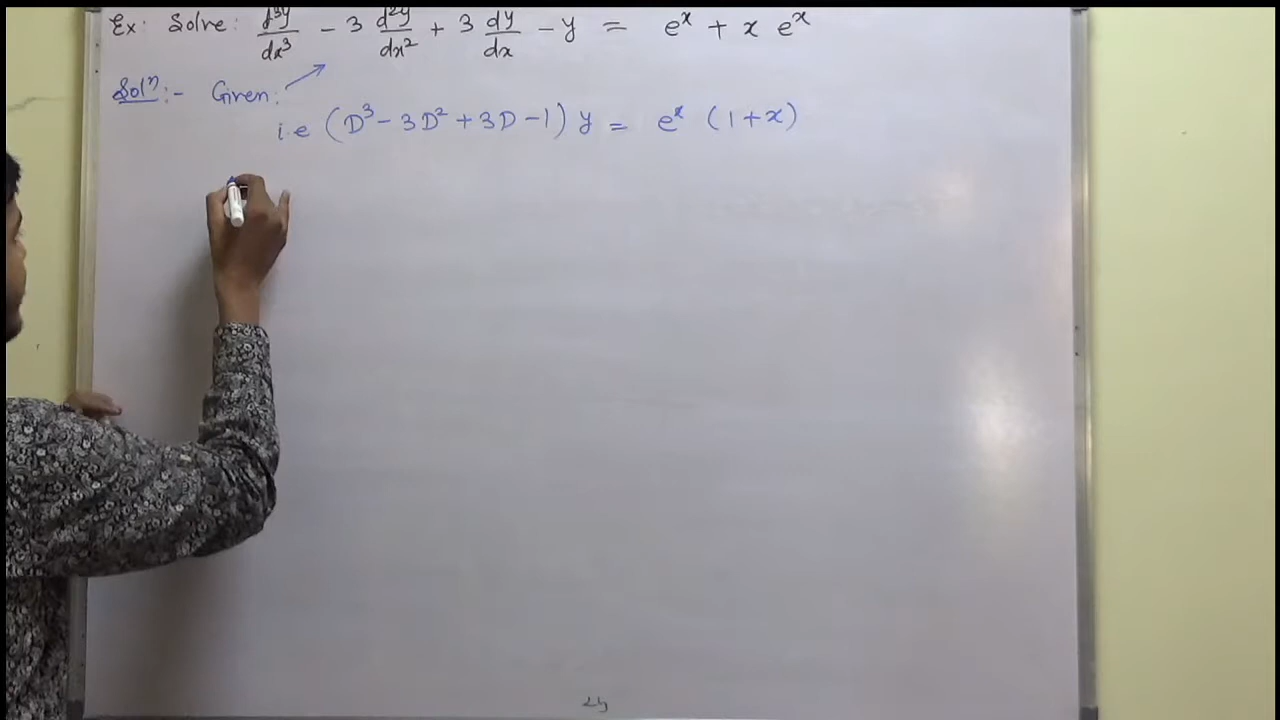 Ex: Solve: d³y/dx³ - 3 d²y/dx² + 3 dy/dx - y = eˣ + x eˣ
Solⁿ:- Given:
i.e (D³ - 3D² + 3D - 1) y = eˣ (1 + x)